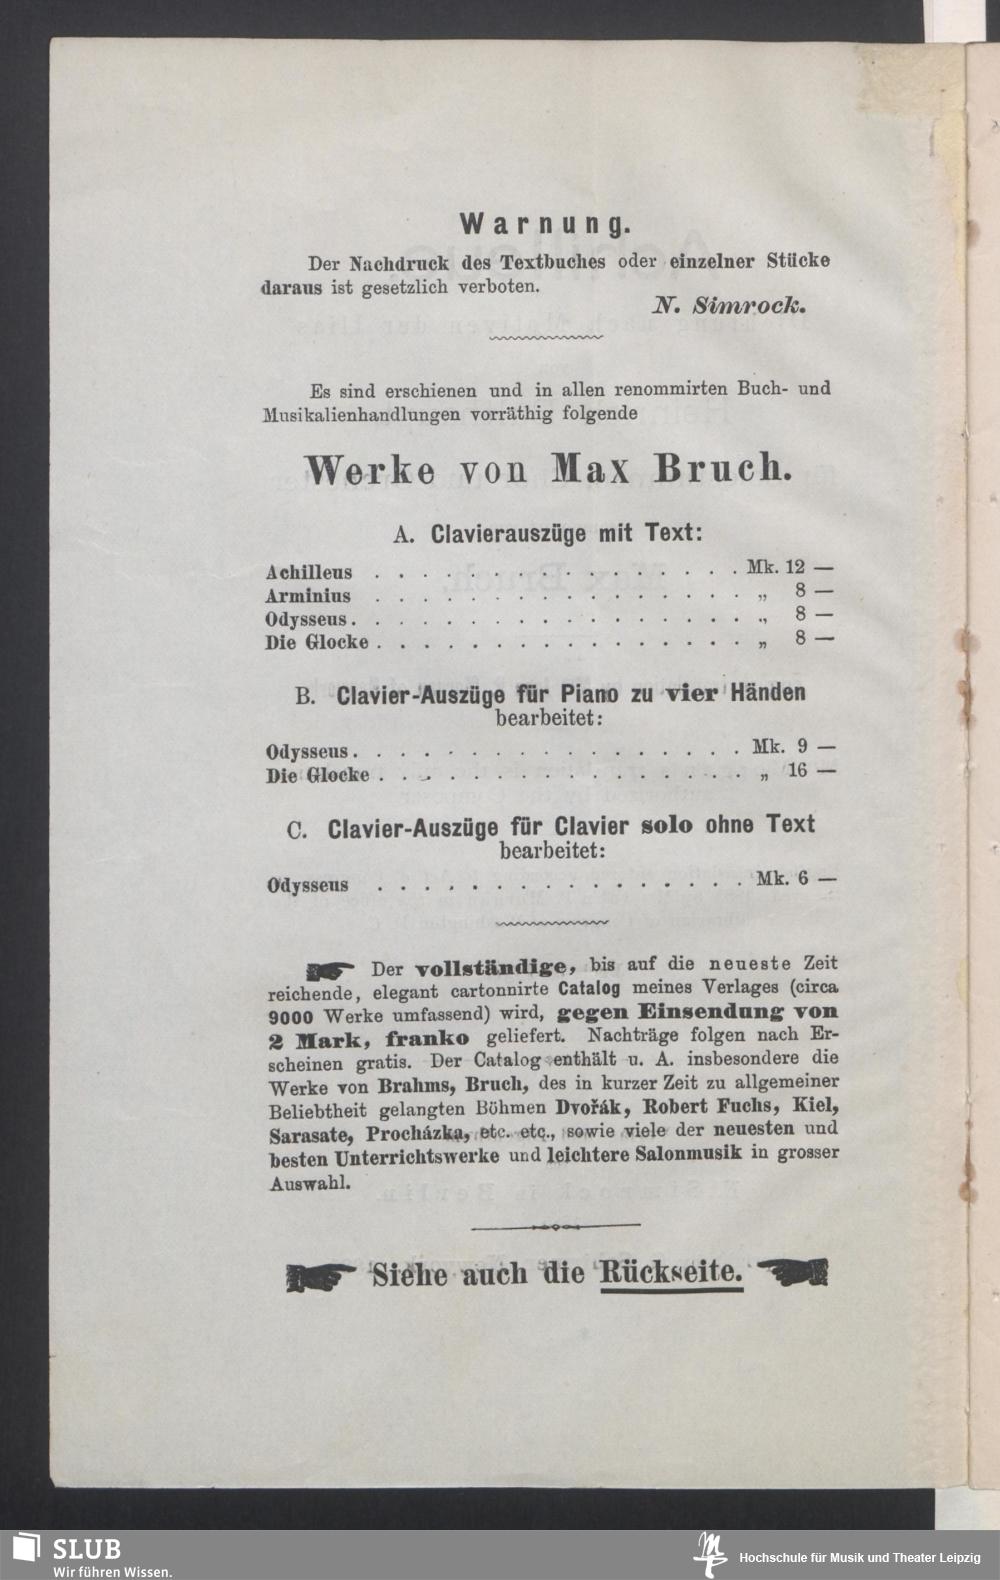 Warnung.
Der Nachdruck des Textbuches oder einzelner Stücke
daraus ist gesetzlich verboten.
N. Simrock.
Es sind erschienen und in allen renommirten Buch- und
Musikalienhandlungen vorräthig folgende
Werke von Max Bruch.
A. Clavierauszüge mit Text:
Achilleus . . . . . . . . . . . . . . . . Mk. 12 —
Arminius . . . . . . . . . . . . . . . . „ 8 —
Odysseus . . . . . . . . . . . . . . . . „ 8 —
Die Glocke . . . . . . . . . . . . . . . . „ 8 —
B. Clavier-Auszüge für Piano zu vier Händen
bearbeitet:
Odysseus . . . . . . . . . . . . . . . . Mk. 9 —
Die Glocke . . . . . . . . . . . . . . . . „ 16 —
C. Clavier-Auszüge für Clavier solo ohne Text
bearbeitet:
Odysseus . . . . . . . . . . . . . . . . Mk. 6 —
Der vollständige, bis auf die neueste Zeit
reichende, elegant cartonnirte Catalog meines Verlages (circa
9000 Werke umfassend) wird, gegen Einsendung von
2 Mark, franko geliefert. Nachträge folgen nach Er-
scheinen gratis. Der Catalog enthält u. A. insbesondere die
Werke von Brahms, Bruch, des in kurzer Zeit zu allgemeiner
Beliebtheit gelangten Böhmen Dvořák, Robert Fuchs, Kiel,
Sarasate, Procházka, etc. etc., sowie viele der neuesten und
besten Unterrichtswerke und leichtere Salonmusik in grosser
Auswahl.
Siehe auch die Rückseite.
SLUB
Wir führen Wissen.
Hochschule für Musik und Theater Leipzig